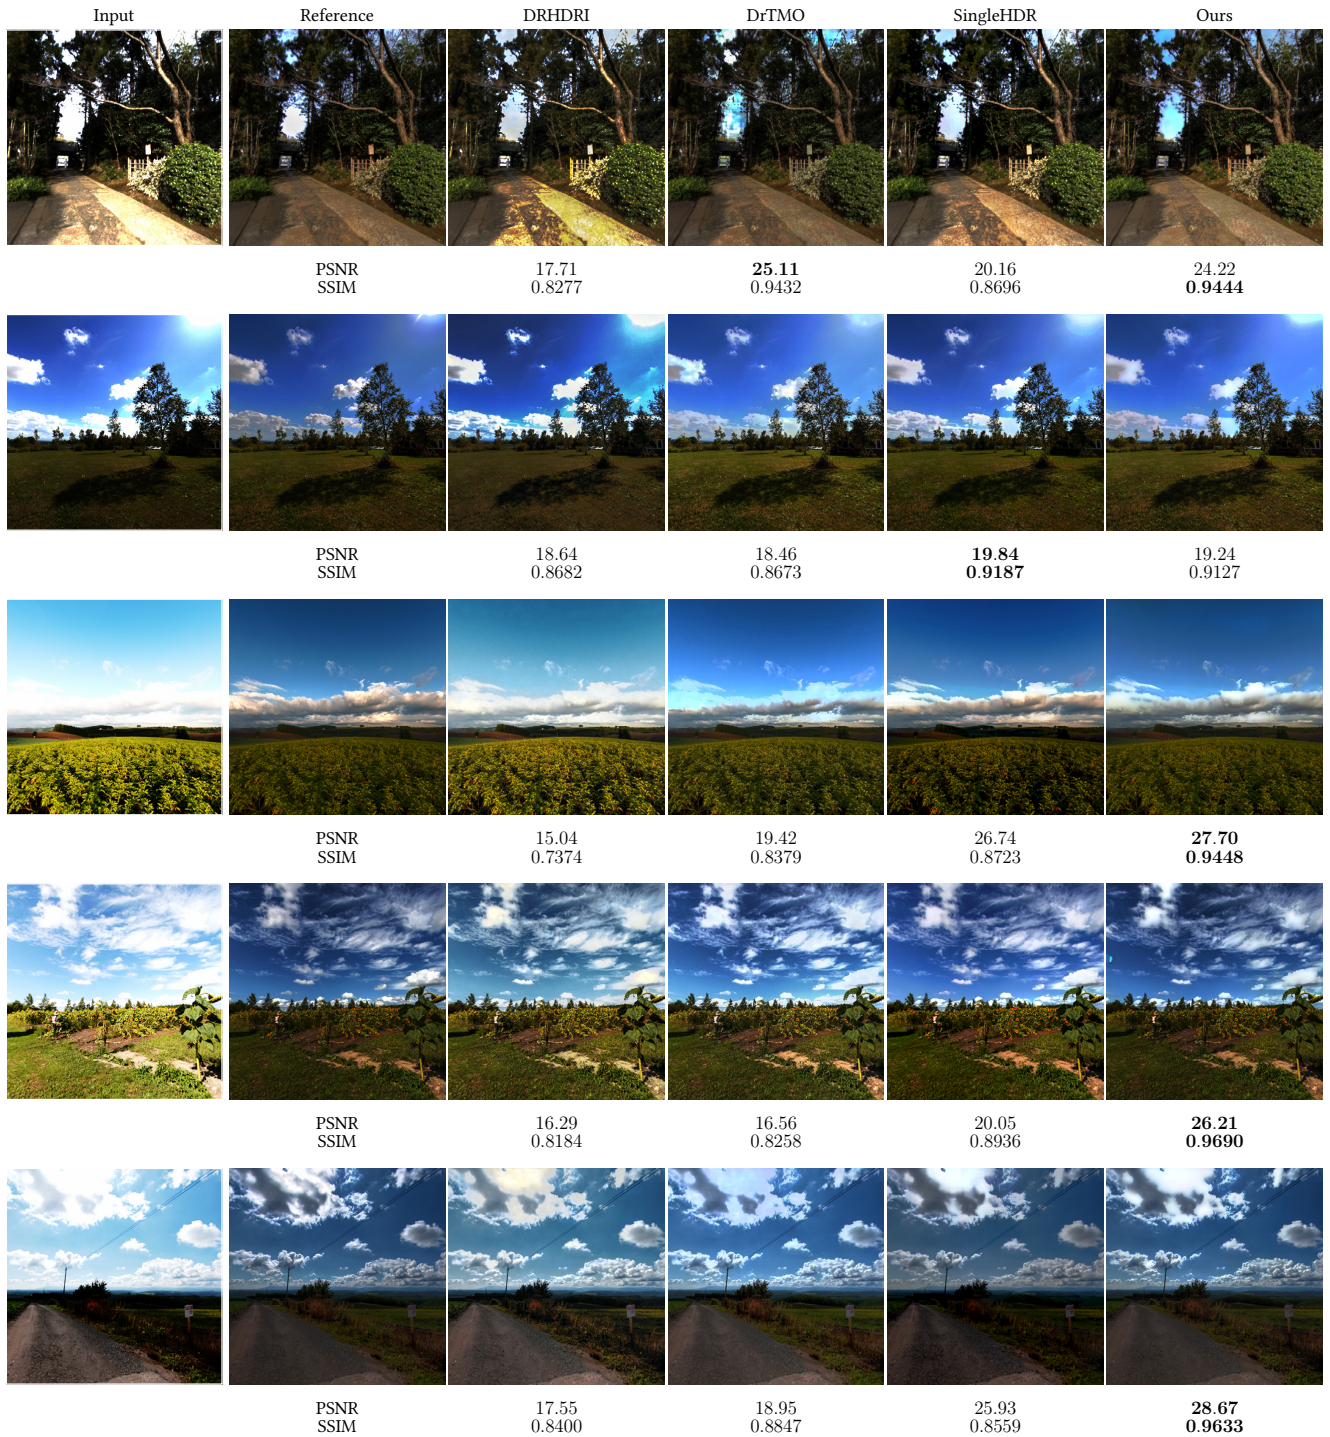 Input Reference DRHDRI DrTMO SingleHDR Ours
PSNR 17.71 25.11 20.16 24.22
SSIM 0.8277 0.9432 0.8696 0.9444
PSNR 18.64 18.46 19.84 19.24
SSIM 0.8682 0.8673 0.9187 0.9127
PSNR 15.04 19.42 26.74 27.70
SSIM 0.7374 0.8379 0.8723 0.9448
PSNR 16.29 16.56 20.05 26.21
SSIM 0.8184 0.8258 0.8936 0.9690
PSNR 17.55 18.95 25.93 28.67
SSIM 0.8400 0.8847 0.8559 0.9633